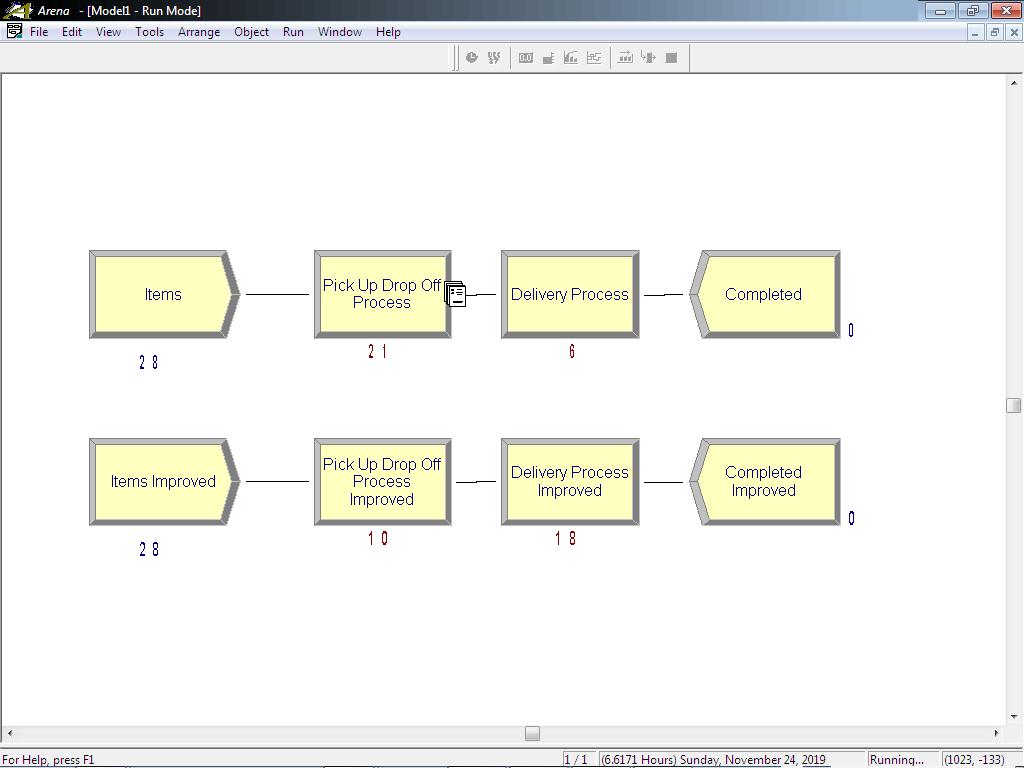 Arena - [Model1 - Run Mode]
File Edit View Tools Arrange Object Run Window Help
Items
Pick Up Drop Off
Process
Delivery Process
Completed
0
28
21
6
Items Improved
Pick Up Drop Off
Process
Improved
Delivery Process
Improved
Completed
Improved
0
28
10
18
For Help, press F1
1 / 1
(6.6171 Hours) Sunday, November 24, 2019
Running...
(1023, -133)